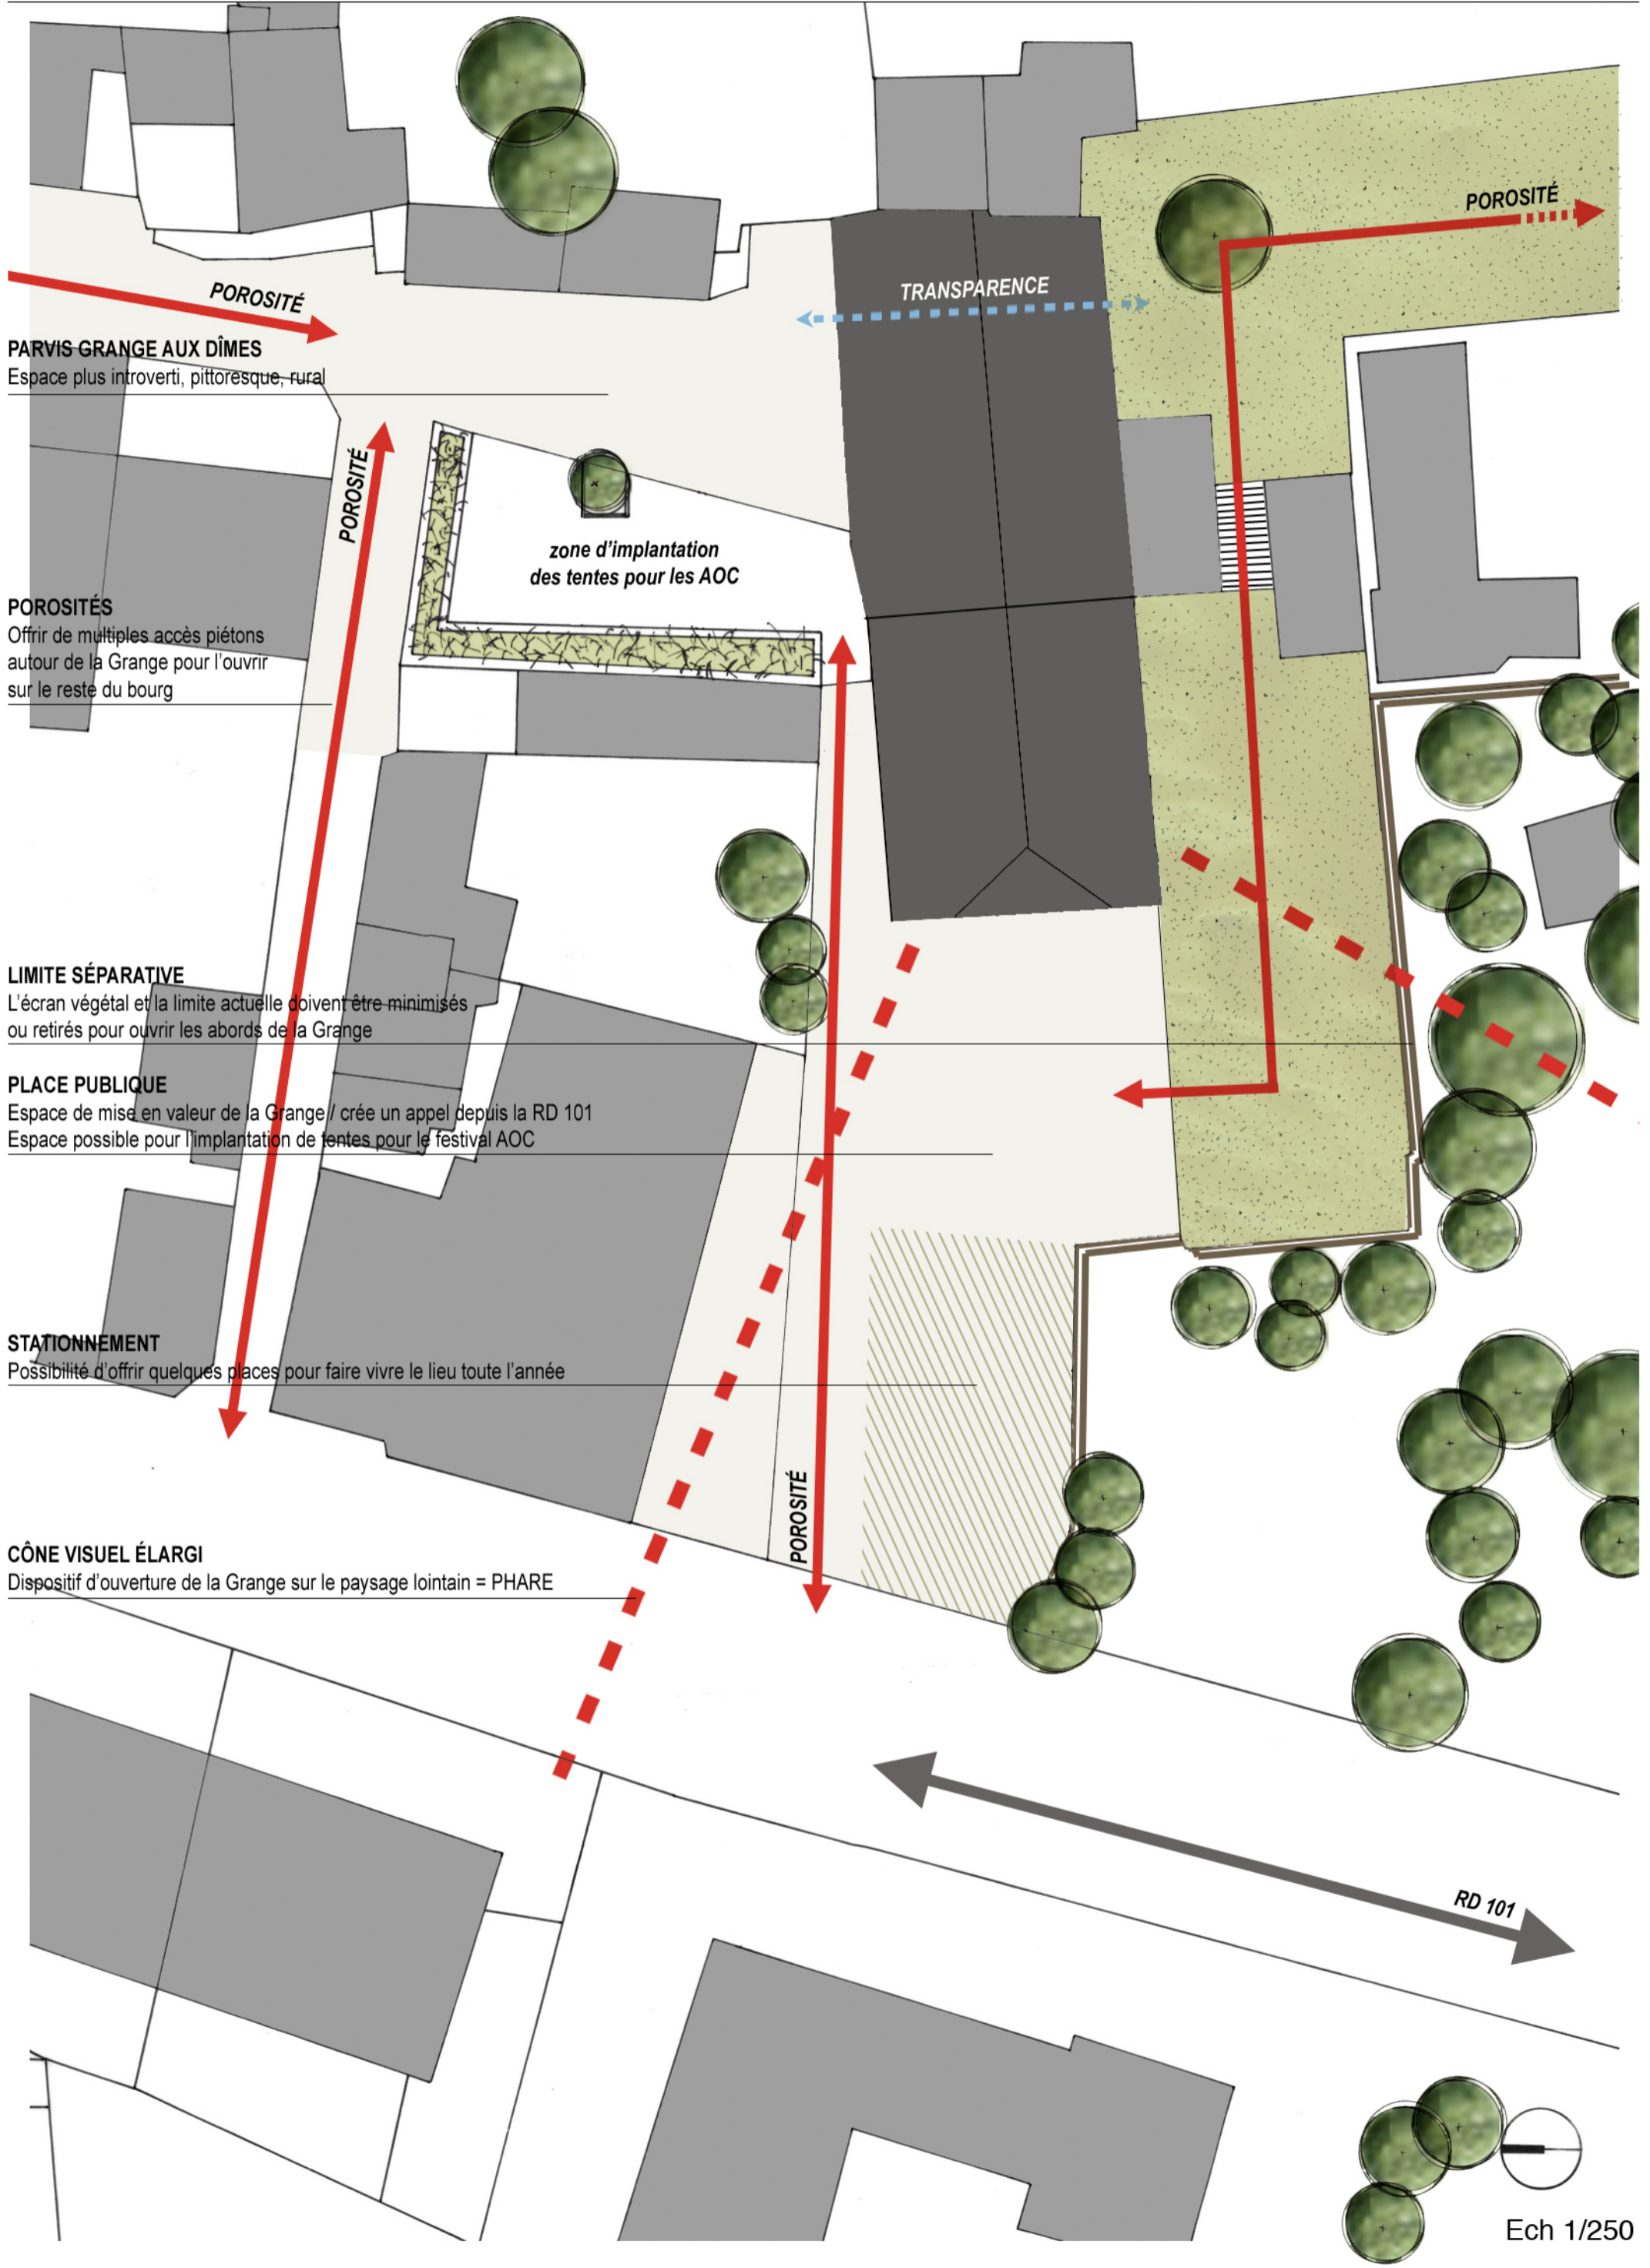 POROSITÉ
TRANSPARENCE
POROSITÉ
PARVIS GRANGE AUX DÎMES
Espace plus introverti, pittoresque, rural
POROSITÉ
zone d'implantation
des tentes pour les AOC
POROSITÉS
Offrir de multiples accès piétons
autour de la Grange pour l'ouvrir
sur le reste du bourg
LIMITE SÉPARATIVE
L'écran végétal et la limite actuelle doivent être minimisés
ou retirés pour ouvrir les abords de la Grange
PLACE PUBLIQUE
Espace de mise en valeur de la Grange / crée un appel depuis la RD 101
Espace possible pour l'implantation de tentes pour le festival AOC
STATIONNEMENT
Possibilité d'offrir quelques places pour faire vivre le lieu toute l'année
POROSITÉ
CÔNE VISUEL ÉLARGI
Dispositif d'ouverture de la Grange sur le paysage lointain = PHARE
RD 101
Ech 1/250